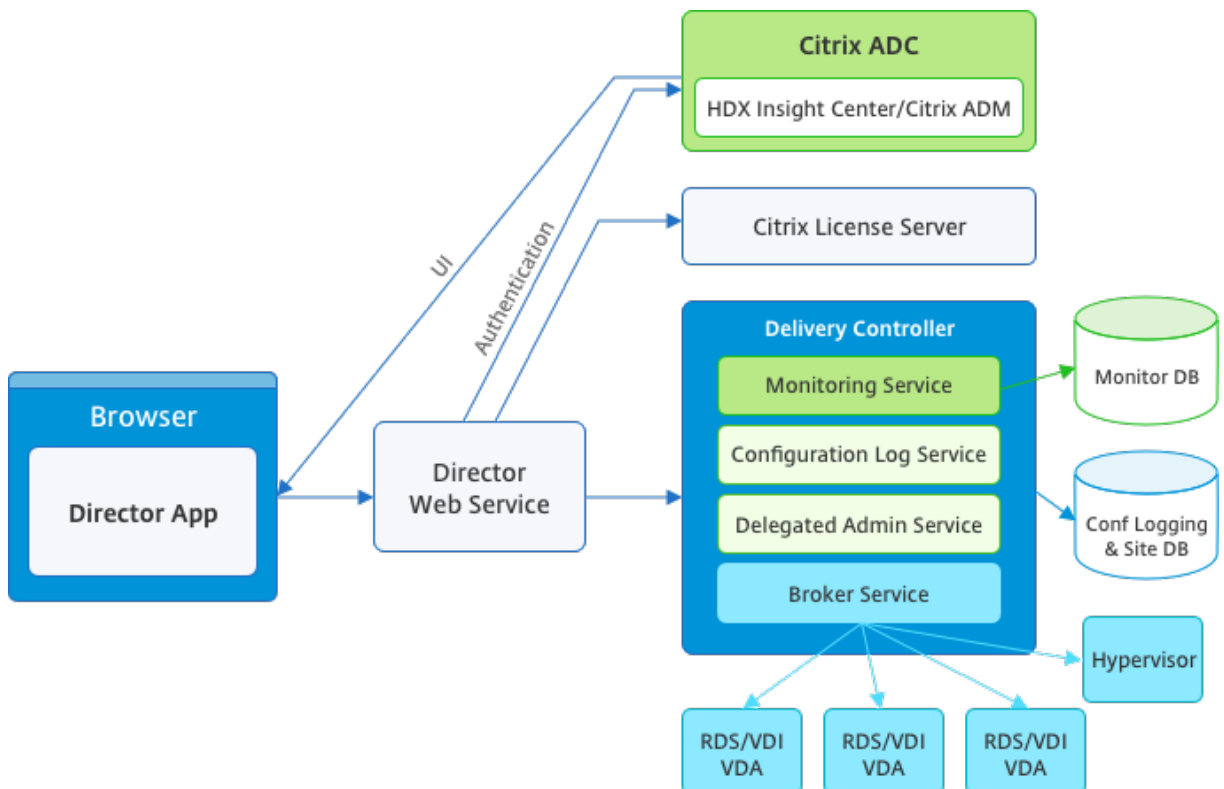 Citrix ADC
HDX Insight Center/Citrix ADM
UI
Authentication
Citrix License Server
Delivery Controller
Monitoring Service
Configuration Log Service
Delegated Admin Service
Broker Service
Monitor DB
Conf Logging
& Site DB
Browser
Director App
Director
Web Service
Hypervisor
RDS/VDI
VDA
RDS/VDI
VDA
RDS/VDI
VDA